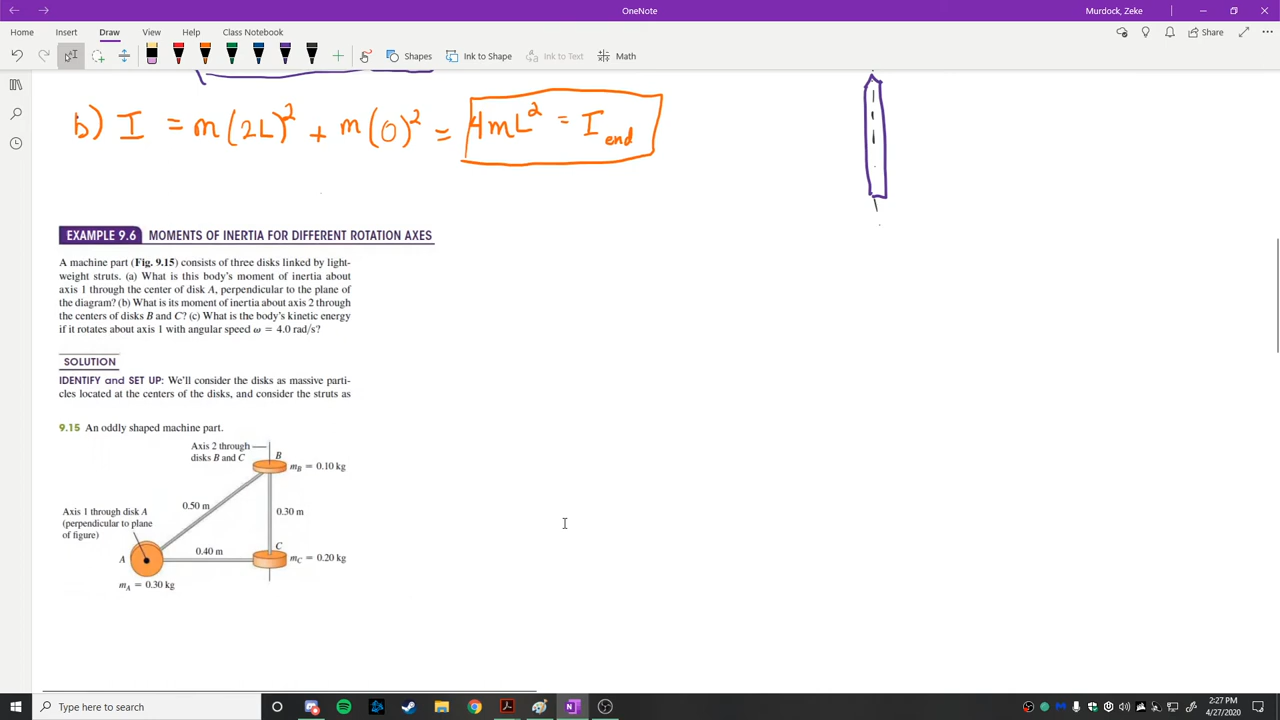 OneNote
Murdock, Zeke
Home Insert Draw View Help Class Notebook
Shapes Ink to Shape Ink to Text Math Share
b) I = m(2L)² + m(0)² = 4mL² = I end
EXAMPLE 9.6 MOMENTS OF INERTIA FOR DIFFERENT ROTATION AXES
A machine part (Fig. 9.15) consists of three disks linked by light-
weight struts. (a) What is this body's moment of inertia about
axis 1 through the center of disk A, perpendicular to the plane of
the diagram? (b) What is its moment of inertia about axis 2 through
the centers of disks B and C? (c) What is the body's kinetic energy
if it rotates about axis 1 with angular speed ω = 4.0 rad/s?
SOLUTION
IDENTIFY and SET UP: We'll consider the disks as massive parti-
cles located at the centers of the disks, and consider the struts as
9.15 An oddly shaped machine part.
Axis 2 through
disks B and C
B
mB = 0.10 kg
0.50 m
0.30 m
Axis 1 through disk A
(perpendicular to plane
of figure)
A
0.40 m
C
mC = 0.20 kg
mA = 0.30 kg
Type here to search
2:27 PM
4/27/2020